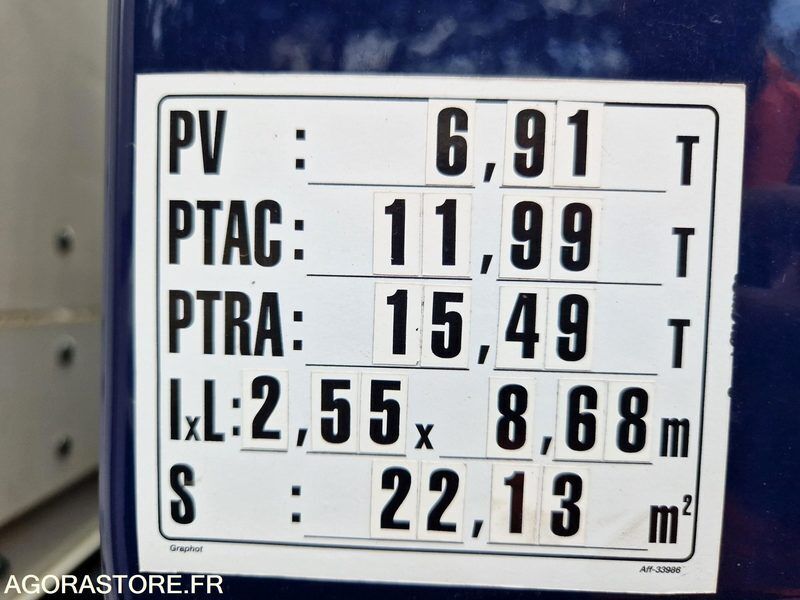 PV : 6,91 T
PTAC: 11,99 T
PTRA: 15,49 T
IxL: 2,55 x 8,68 m
S : 22,13 m²
Graphot Aff-33986
AGORASTORE.FR